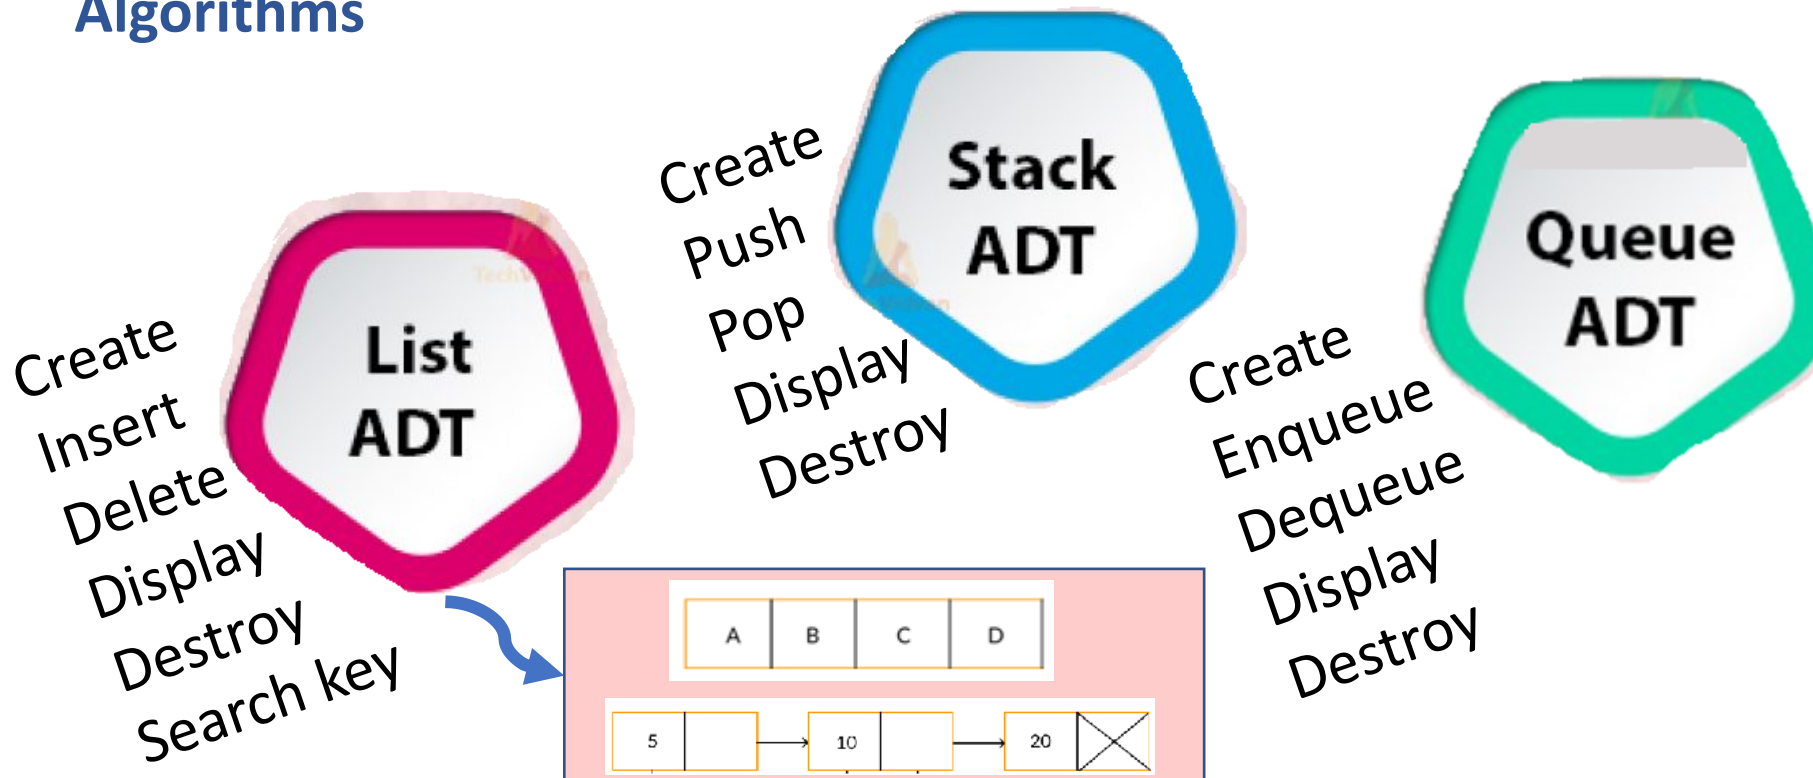 Algorithms
List
ADT
Create
Insert
Delete
Display
Destroy
Search key
Stack
ADT
Create
Push
Pop
Display
Destroy
Queue
ADT
Create
Enqueue
Dequeue
Display
Destroy
A B C D
5 10 20